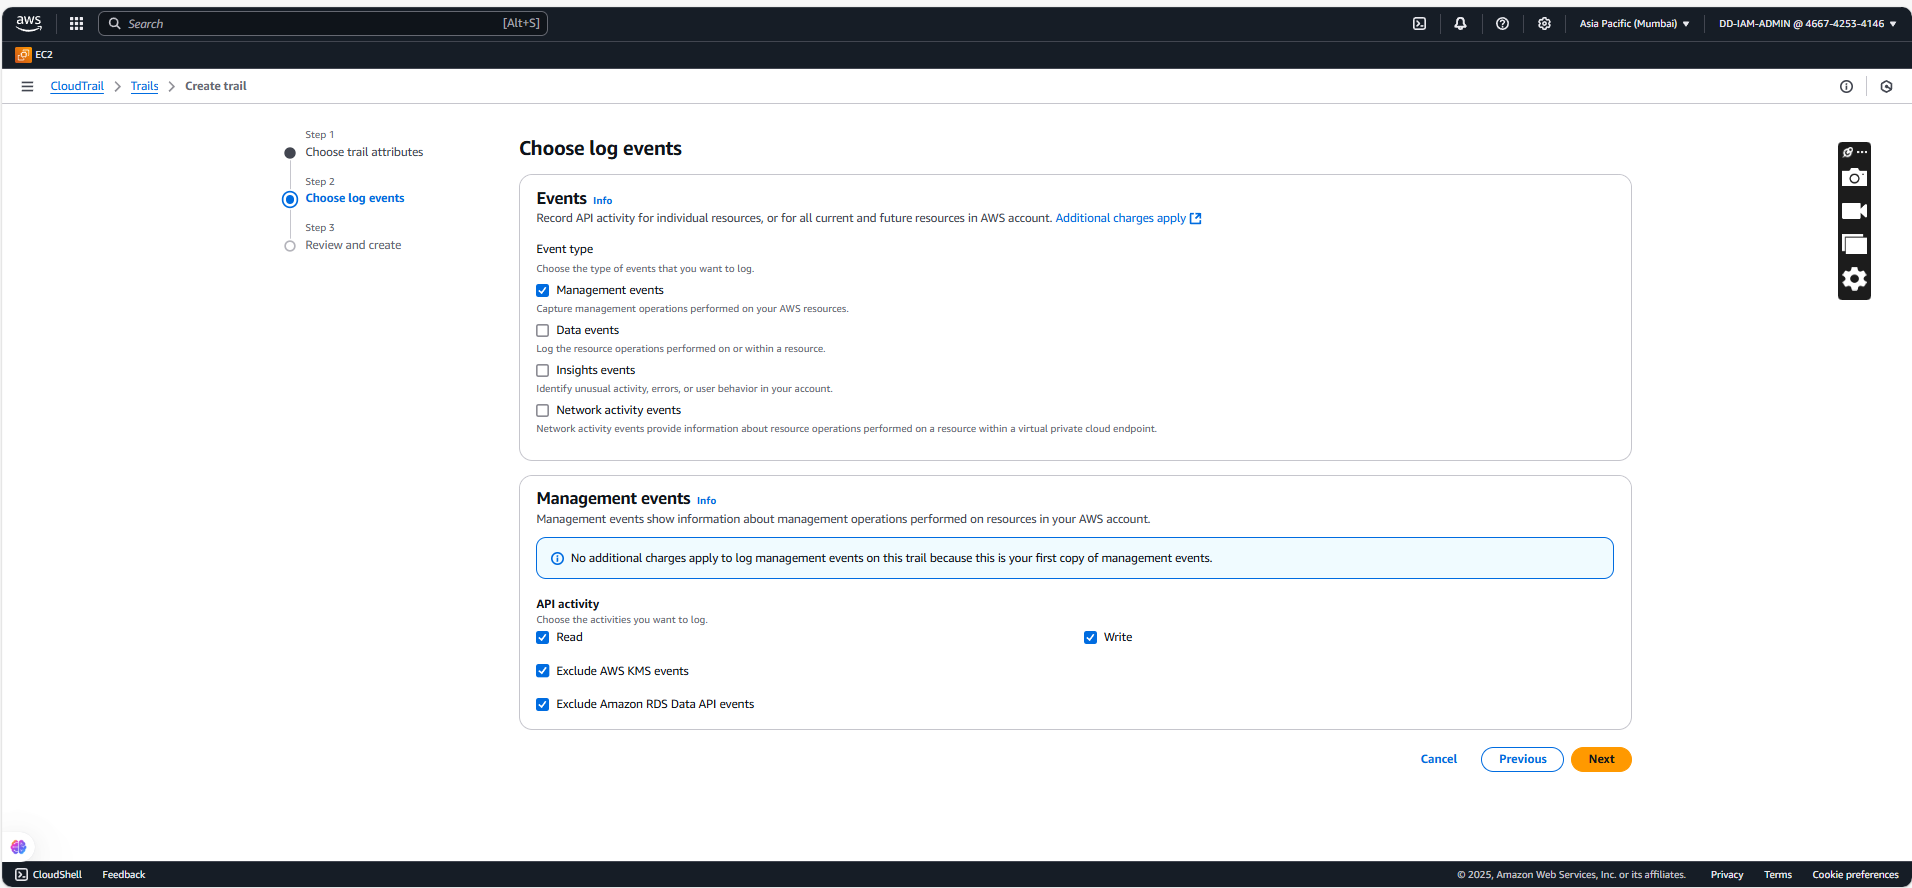 aws
Search
[Alt+S]
Asia Pacific (Mumbai)
DD-IAM-ADMIN @ 4667-4253-4146
EC2
CloudTrail
Trails
Create trail
Step 1
Choose trail attributes
Step 2
Choose log events
Step 3
Review and create
Choose log events
Events Info
Record API activity for individual resources, or for all current and future resources in AWS account. Additional charges apply
Event type
Choose the type of events that you want to log.
Management events
Capture management operations performed on your AWS resources.
Data events
Log the resource operations performed on or within a resource.
Insights events
Identify unusual activity, errors, or user behavior in your account.
Network activity events
Network activity events provide information about resource operations performed on a resource within a virtual private cloud endpoint.
Management events Info
Management events show information about management operations performed on resources in your AWS account.
No additional charges apply to log management events on this trail because this is your first copy of management events.
API activity
Choose the activities you want to log.
Read
Write
Exclude AWS KMS events
Exclude Amazon RDS Data API events
Cancel
Previous
Next
CloudShell
Feedback
© 2025, Amazon Web Services, Inc. or its affiliates.
Privacy
Terms
Cookie preferences